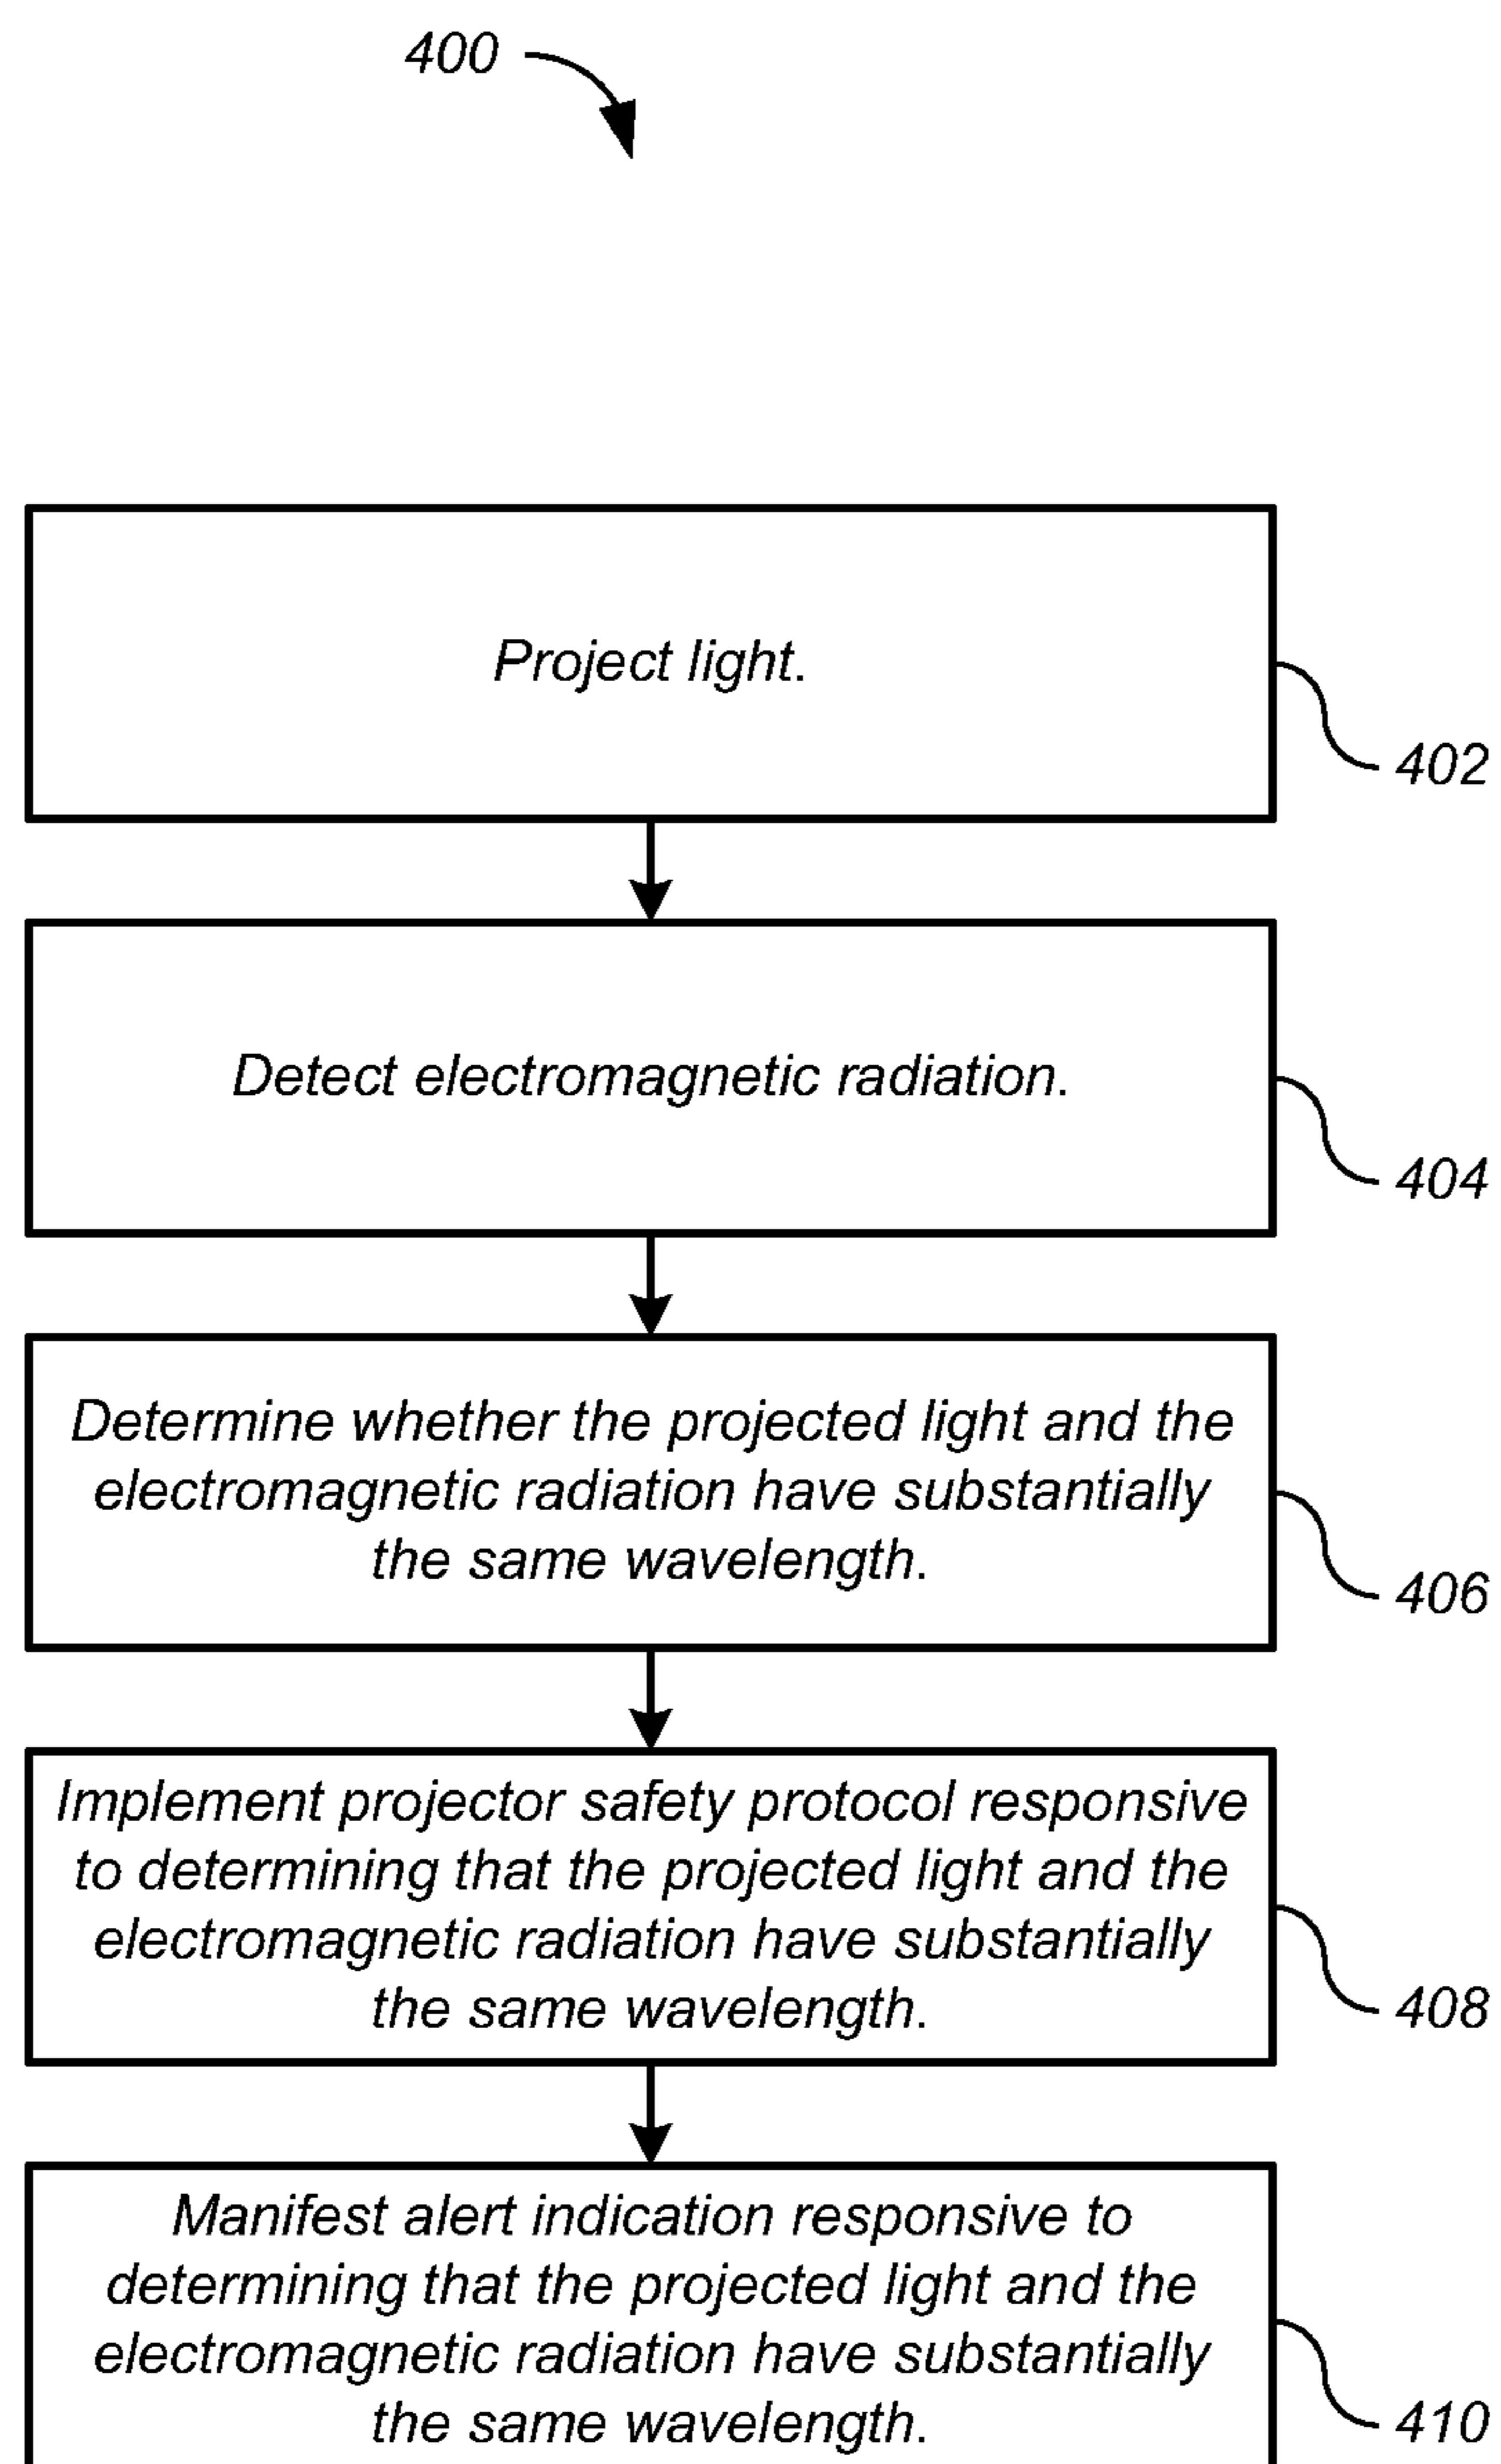 400
Project light.
402
Detect electromagnetic radiation.
404
Determine whether the projected light and the
electromagnetic radiation have substantially
the same wavelength.
406
Implement projector safety protocol responsive
to determining that the projected light and the
electromagnetic radiation have substantially
the same wavelength.
408
Manifest alert indication responsive to
determining that the projected light and the
electromagnetic radiation have substantially
the same wavelength.
410